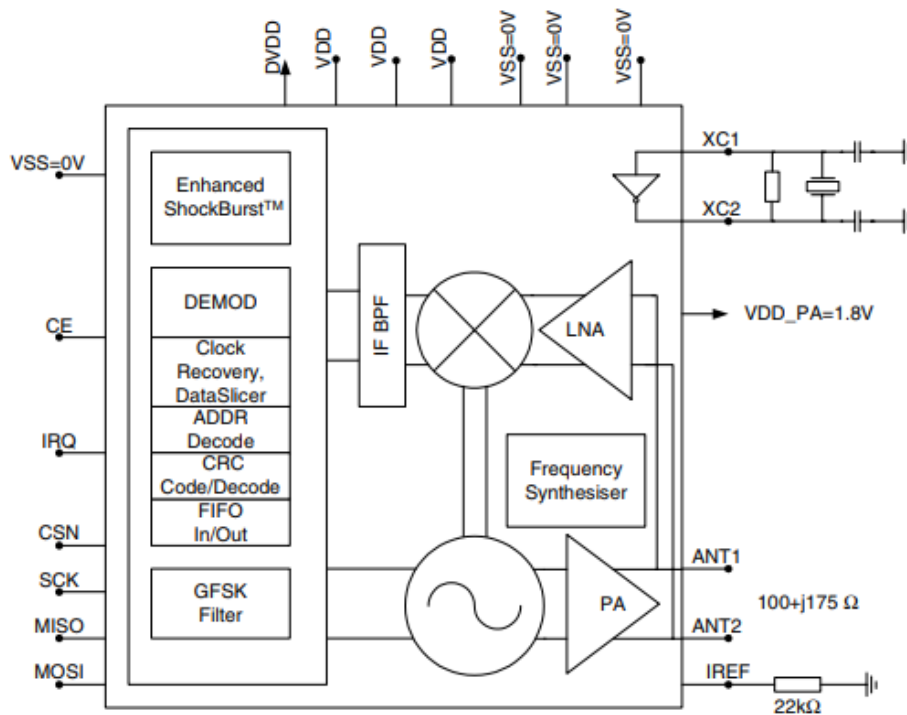 DVDD
VDD
VDD
VDD
VSS=0V
VSS=0V
VSS=0V
VSS=0V
CE
IRQ
CSN
SCK
MISO
MOSI
Enhanced
ShockBurst™
DEMOD
Clock
Recovery,
DataSlicer
ADDR
Decode
CRC
Code/Decode
FIFO
In/Out
GFSK
Filter
IF BPF
LNA
Frequency
Synthesiser
PA
XC1
XC2
VDD_PA=1.8V
ANT1
100+j175 Ω
ANT2
IREF
22kΩ